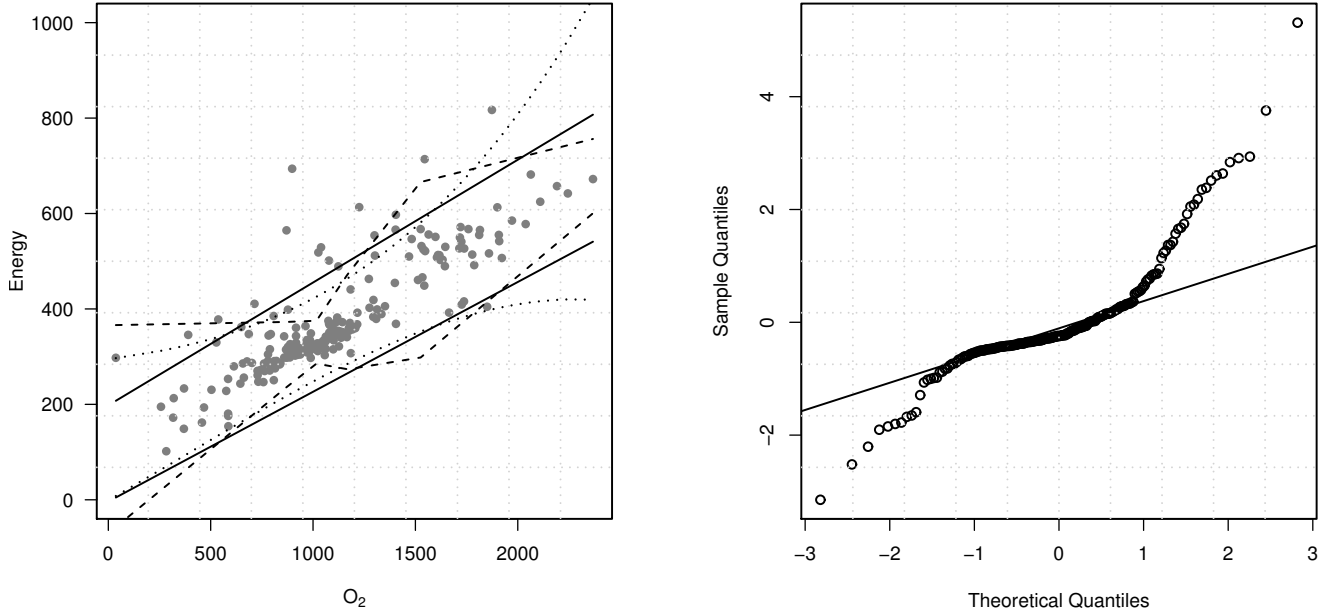 1000
800
600
400
200
0
Energy
0 500 1000 1500 2000
O₂
4
2
0
−2
Sample Quantiles
−3 −2 −1 0 1 2 3
Theoretical Quantiles